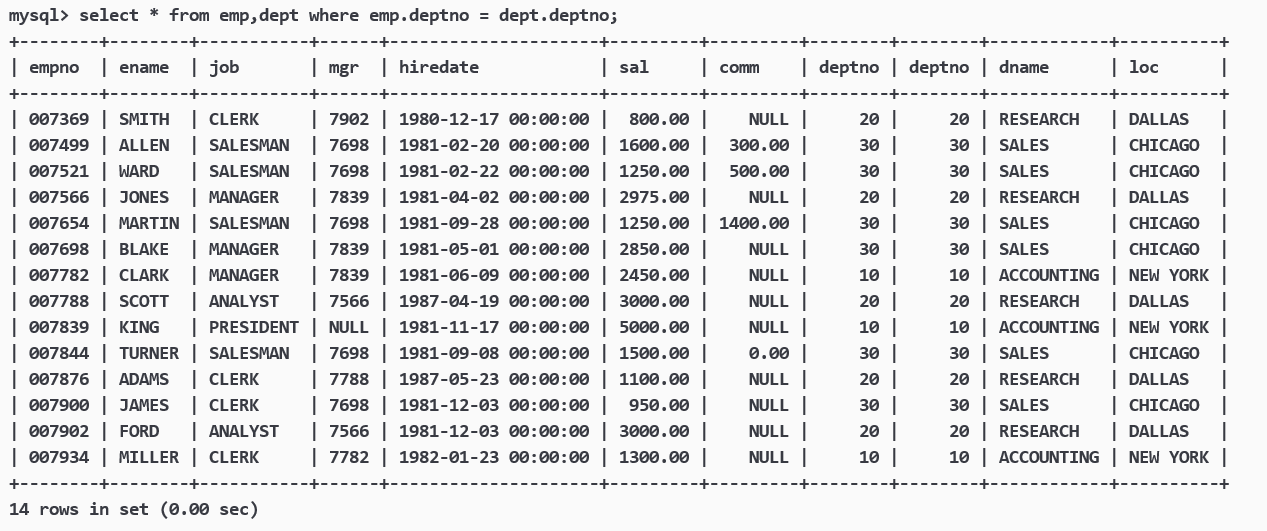 mysql> select * from emp,dept where emp.deptno = dept.deptno;
+--------+--------+-----------+------+---------------------+---------+---------+--------+--------+------------+----------+
| empno  | ename  | job       | mgr  | hiredate            | sal     | comm    | deptno | deptno | dname      | loc      |
+--------+--------+-----------+------+---------------------+---------+---------+--------+--------+------------+----------+
| 007369 | SMITH  | CLERK     | 7902 | 1980-12-17 00:00:00 |  800.00 |    NULL |     20 |     20 | RESEARCH   | DALLAS   |
| 007499 | ALLEN  | SALESMAN  | 7698 | 1981-02-20 00:00:00 | 1600.00 |  300.00 |     30 |     30 | SALES      | CHICAGO  |
| 007521 | WARD   | SALESMAN  | 7698 | 1981-02-22 00:00:00 | 1250.00 |  500.00 |     30 |     30 | SALES      | CHICAGO  |
| 007566 | JONES  | MANAGER   | 7839 | 1981-04-02 00:00:00 | 2975.00 |    NULL |     20 |     20 | RESEARCH   | DALLAS   |
| 007654 | MARTIN | SALESMAN  | 7698 | 1981-09-28 00:00:00 | 1250.00 | 1400.00 |     30 |     30 | SALES      | CHICAGO  |
| 007698 | BLAKE  | MANAGER   | 7839 | 1981-05-01 00:00:00 | 2850.00 |    NULL |     30 |     30 | SALES      | CHICAGO  |
| 007782 | CLARK  | MANAGER   | 7839 | 1981-06-09 00:00:00 | 2450.00 |    NULL |     10 |     10 | ACCOUNTING | NEW YORK |
| 007788 | SCOTT  | ANALYST   | 7566 | 1987-04-19 00:00:00 | 3000.00 |    NULL |     20 |     20 | RESEARCH   | DALLAS   |
| 007839 | KING   | PRESIDENT | NULL | 1981-11-17 00:00:00 | 5000.00 |    NULL |     10 |     10 | ACCOUNTING | NEW YORK |
| 007844 | TURNER | SALESMAN  | 7698 | 1981-09-08 00:00:00 | 1500.00 |    0.00 |     30 |     30 | SALES      | CHICAGO  |
| 007876 | ADAMS  | CLERK     | 7788 | 1987-05-23 00:00:00 | 1100.00 |    NULL |     20 |     20 | RESEARCH   | DALLAS   |
| 007900 | JAMES  | CLERK     | 7698 | 1981-12-03 00:00:00 |  950.00 |    NULL |     30 |     30 | SALES      | CHICAGO  |
| 007902 | FORD   | ANALYST   | 7566 | 1981-12-03 00:00:00 | 3000.00 |    NULL |     20 |     20 | RESEARCH   | DALLAS   |
| 007934 | MILLER | CLERK     | 7782 | 1982-01-23 00:00:00 | 1300.00 |    NULL |     10 |     10 | ACCOUNTING | NEW YORK |
+--------+--------+-----------+------+---------------------+---------+---------+--------+--------+------------+----------+
14 rows in set (0.00 sec)